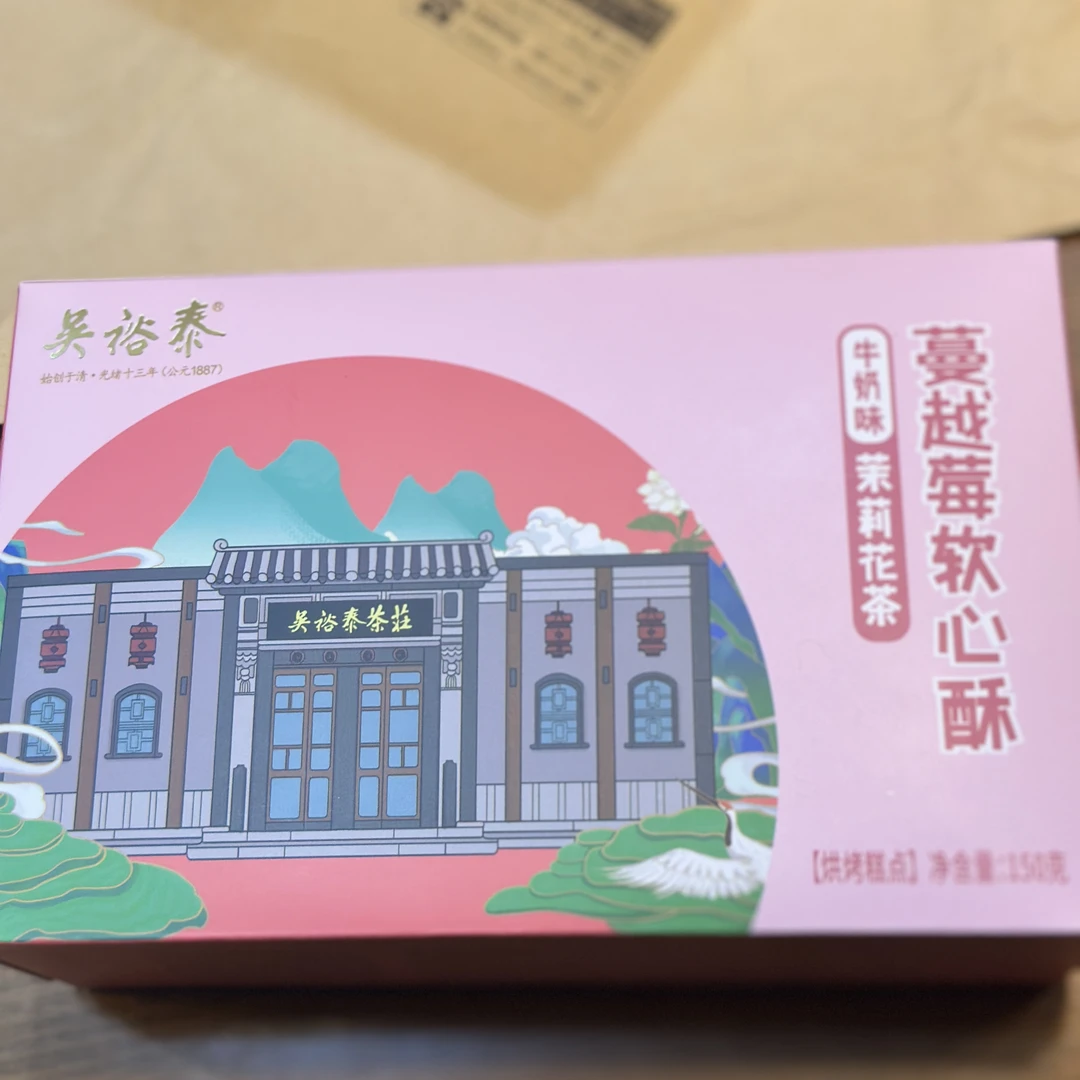 吴裕泰®
始创于清·光绪十三年(公元1887)
吴裕泰茶莊
蔓越莓软心酥
牛奶味 茉莉花茶
【烘烤糕点】净含量:150克